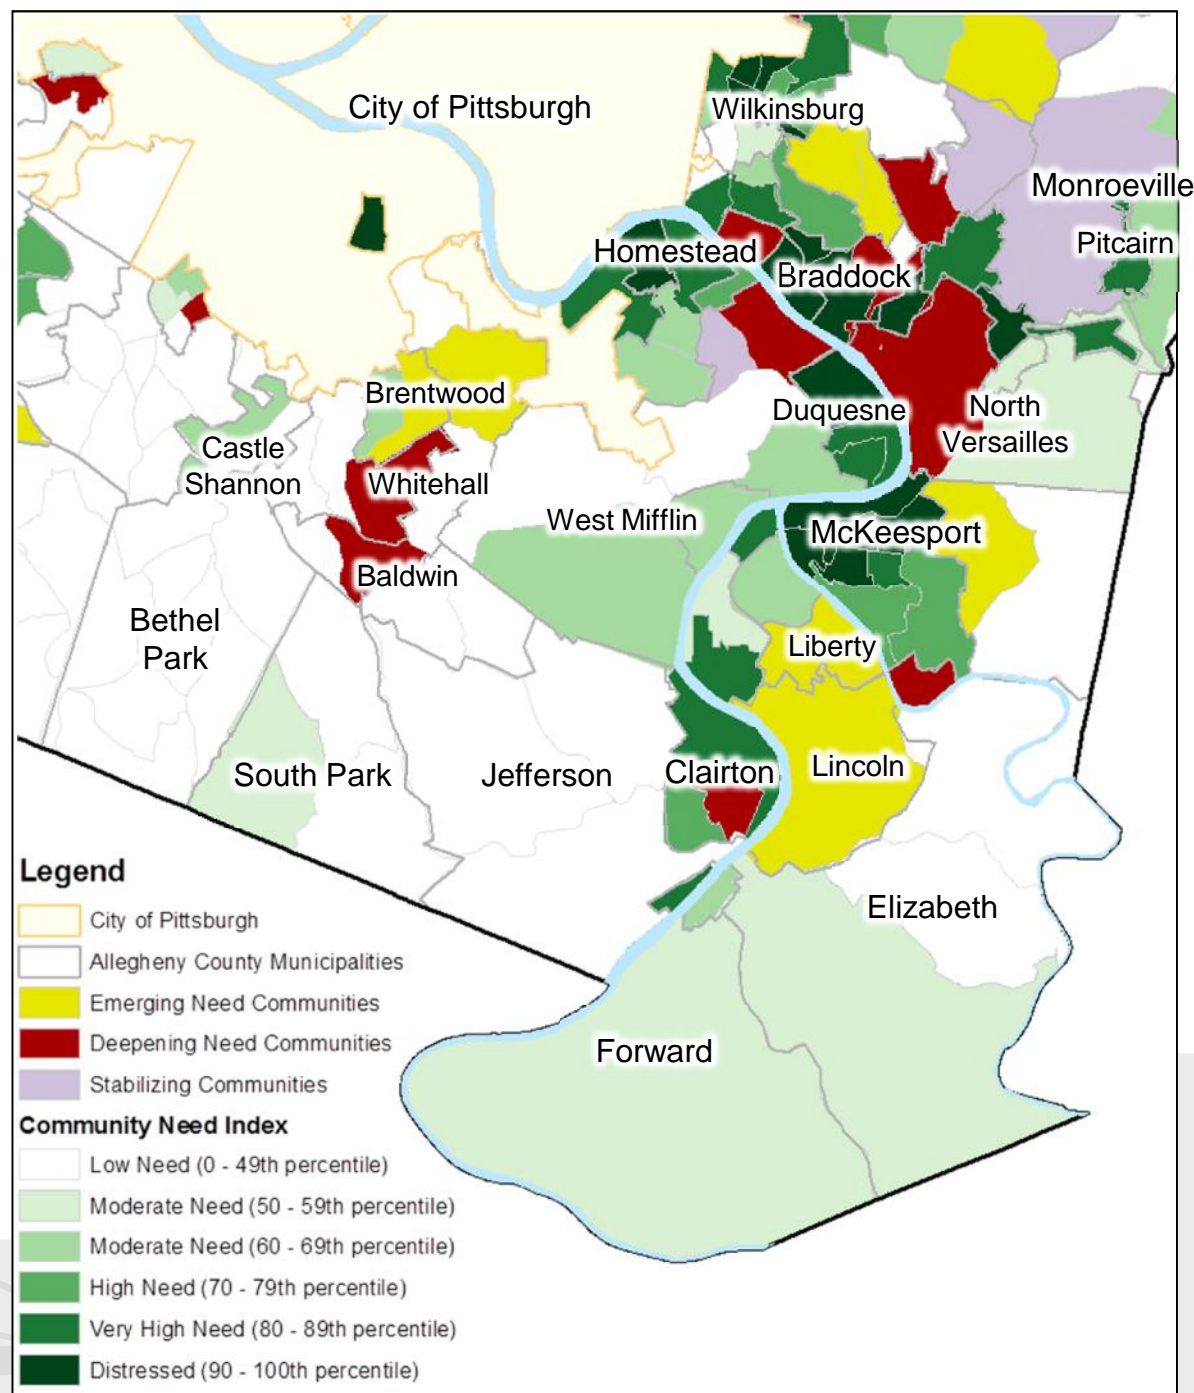 City of Pittsburgh
Wilkinsburg
Monroeville
Pitcairn
Homestead
Braddock
Brentwood
Duquesne
North
Versailles
Castle
Shannon
Whitehall
West Mifflin
McKeesport
Baldwin
Bethel
Park
Liberty
South Park
Jefferson
Clairton
Lincoln
Elizabeth
Forward
Legend
City of Pittsburgh
Allegheny County Municipalities
Emerging Need Communities
Deepening Need Communities
Stabilizing Communities
Community Need Index
Low Need (0 - 49th percentile)
Moderate Need (50 - 59th percentile)
Moderate Need (60 - 69th percentile)
High Need (70 - 79th percentile)
Very High Need (80 - 89th percentile)
Distressed (90 - 100th percentile)